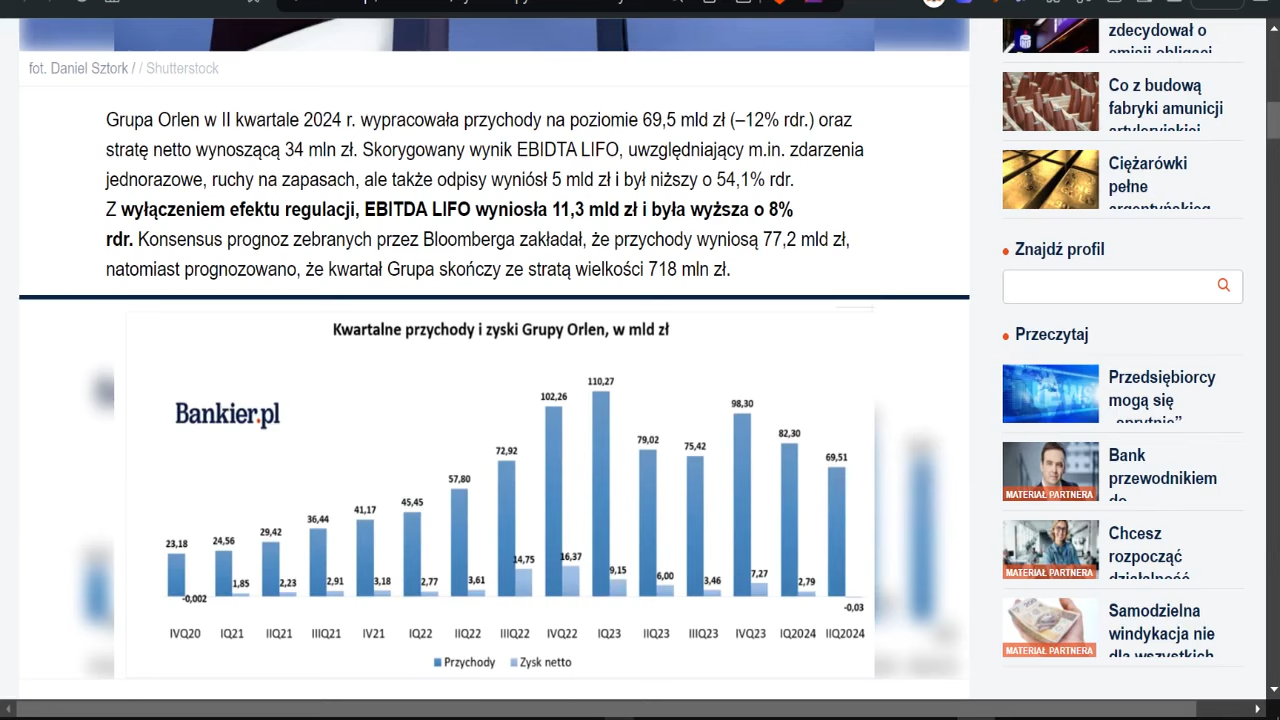 fot. Daniel Sztork / / Shutterstock
Grupa Orlen w II kwartale 2024 r. wypracowała przychody na poziomie 69,5 mld zł (–12% rdr.) oraz
stratę netto wynoszącą 34 mln zł. Skorygowany wynik EBIDTA LIFO, uwzględniający m.in. zdarzenia
jednorazowe, ruchy na zapasach, ale także odpisy wyniósł 5 mld zł i był niższy o 54,1% rdr.
Z wyłączeniem efektu regulacji, EBITDA LIFO wyniosła 11,3 mld zł i była wyższa o 8%
rdr. Konsensus prognoz zebranych przez Bloomberga zakładał, że przychody wyniosą 77,2 mld zł,
natomiast prognozowano, że kwartał Grupa skończy ze stratą wielkości 718 mln zł.
Kwartalne przychody i zyski Grupy Orlen, w mld zł
Bankier.pl
23,18 24,56 29,42 36,44 41,17 45,45 57,80 72,92 102,26 110,27 79,02 75,42 98,30 82,30 69,51
-0,002 1,85 2,23 2,91 3,18 2,77 3,61 14,75 16,37 9,15 6,00 3,46 7,27 2,79 -0,03
IVQ20 IQ21 IIQ21 IIIQ21 IV21 IQ22 IIQ22 IIIQ22 IVQ22 IQ23 IIQ23 IIIQ23 IVQ23 IQ2024 IIQ2024
Przychody Zysk netto
zdecydował o
emisji obligacji
Co z budową
fabryki amunicji
artyleryjskiej
Ciężarówki
pełne
argentyńskiego
Znajdź profil
Przeczytaj
Przedsiębiorcy
mogą się
„sprytnie”
Bank
przewodnikiem
do
MATERIAŁ PARTNERA
Chcesz
rozpocząć
działalność
MATERIAŁ PARTNERA
Samodzielna
windykacja nie
dla wszystkich
MATERIAŁ PARTNERA